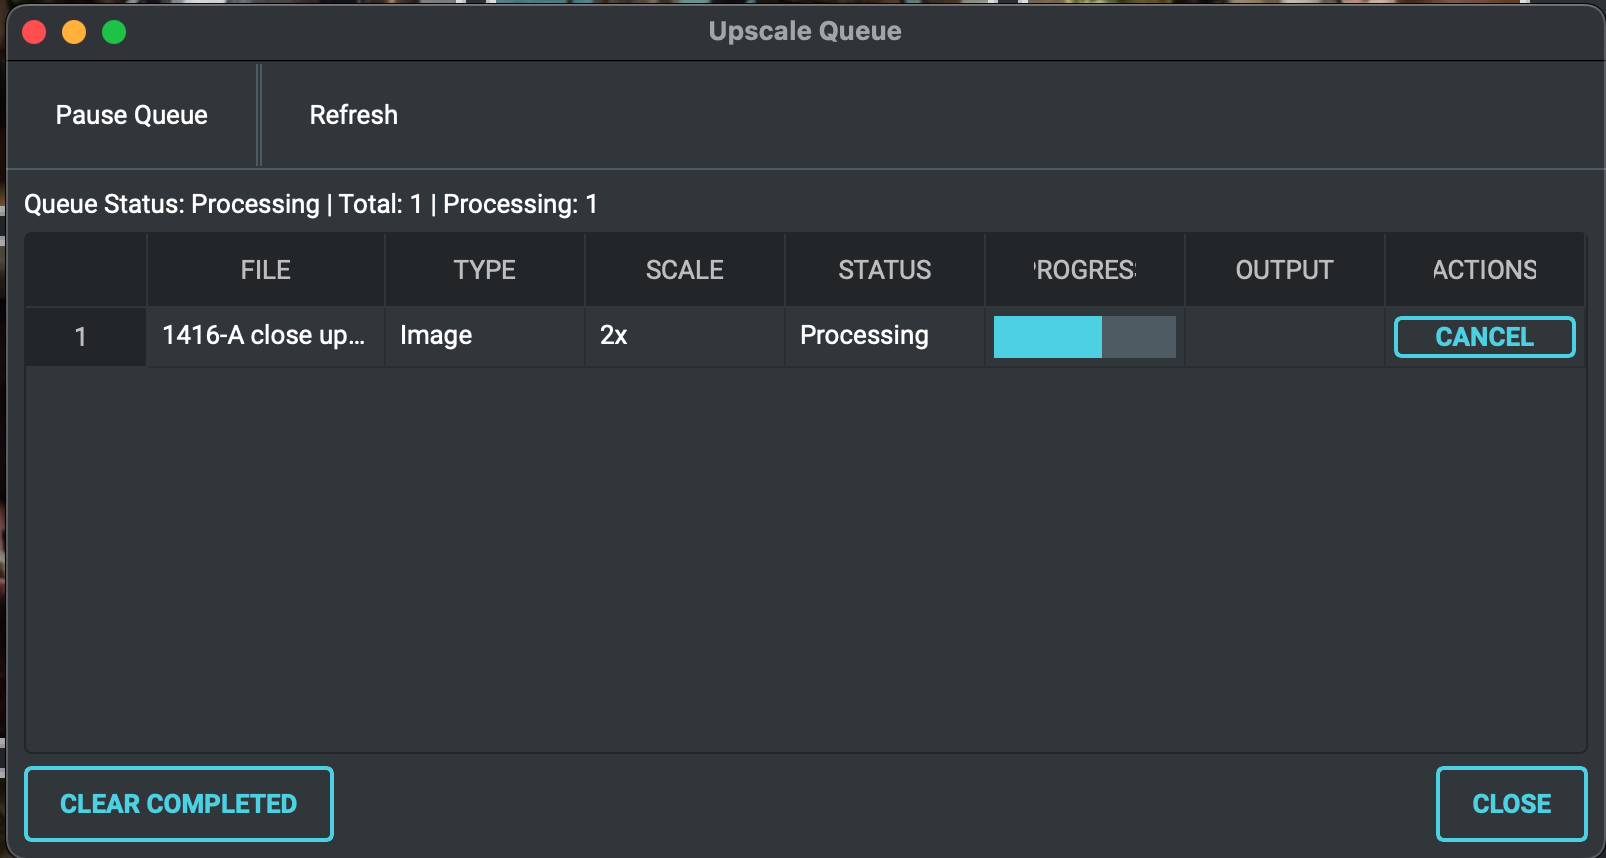 Upscale Queue
Pause Queue Refresh
Queue Status: Processing | Total: 1 | Processing: 1
FILE TYPE SCALE STATUS PROGRES OUTPUT ACTIONS
1 1416-A close up... Image 2x Processing CANCEL
CLEAR COMPLETED CLOSE